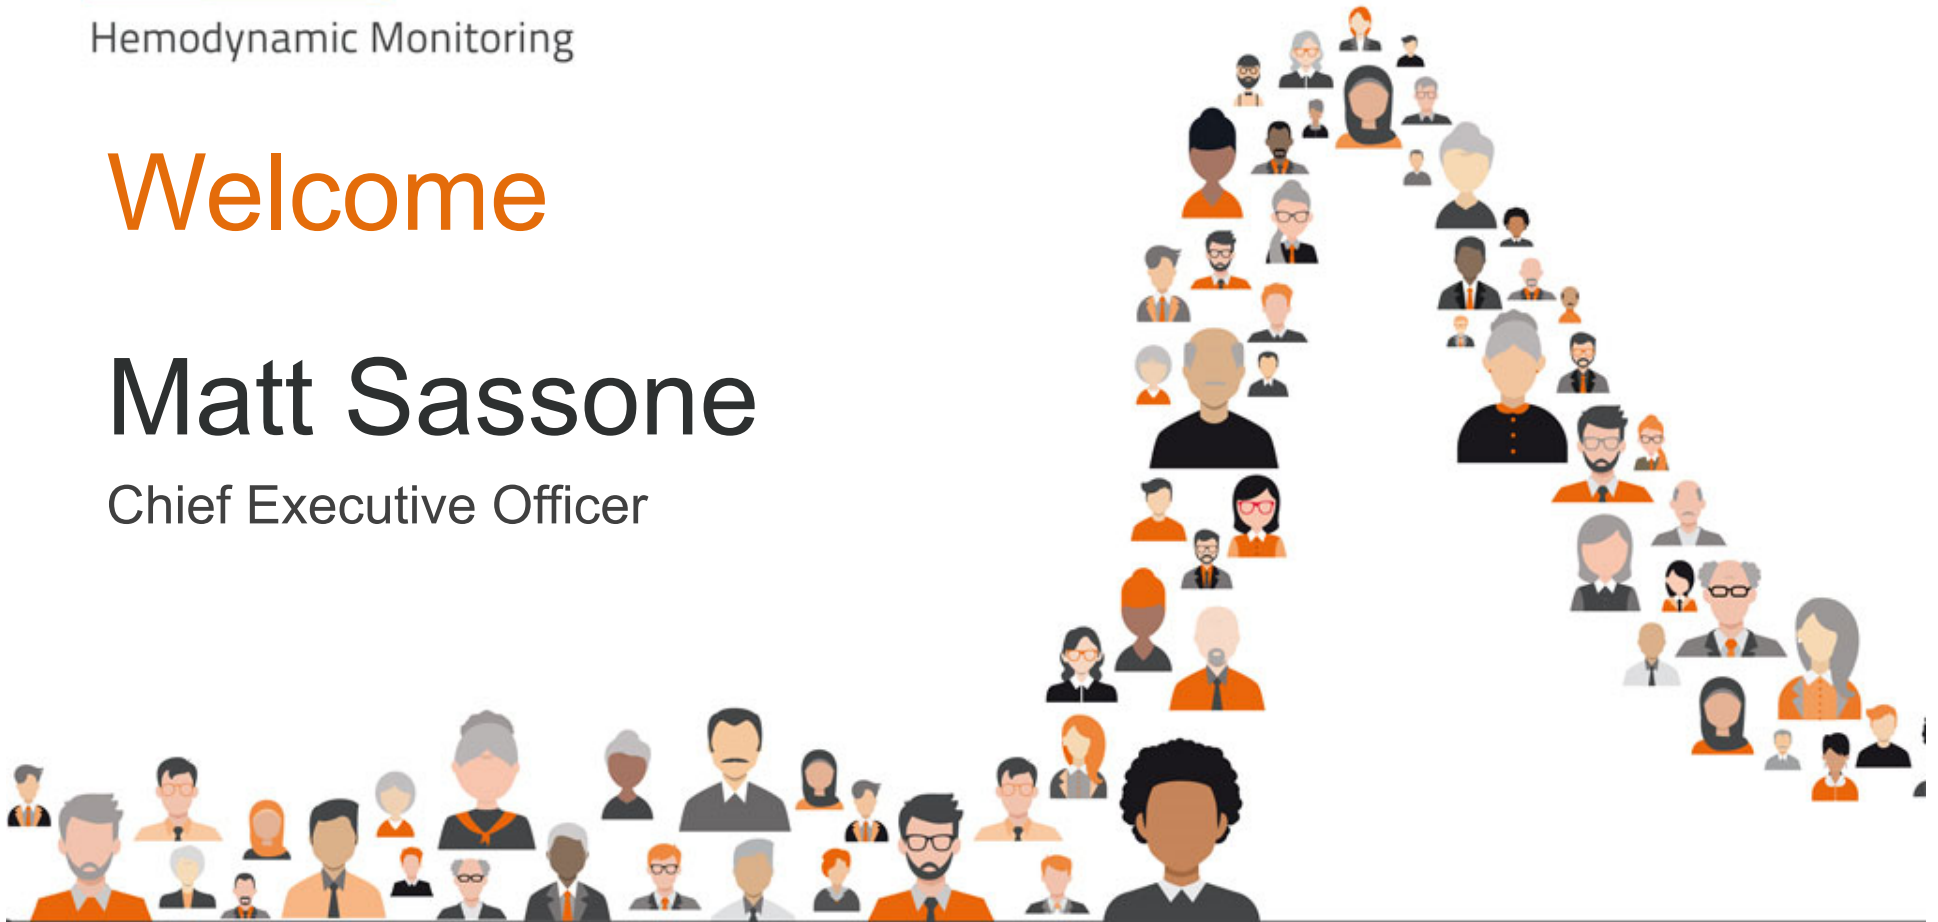 Hemodynamic Monitoring
Welcome
Matt Sassone
Chief Executive Officer